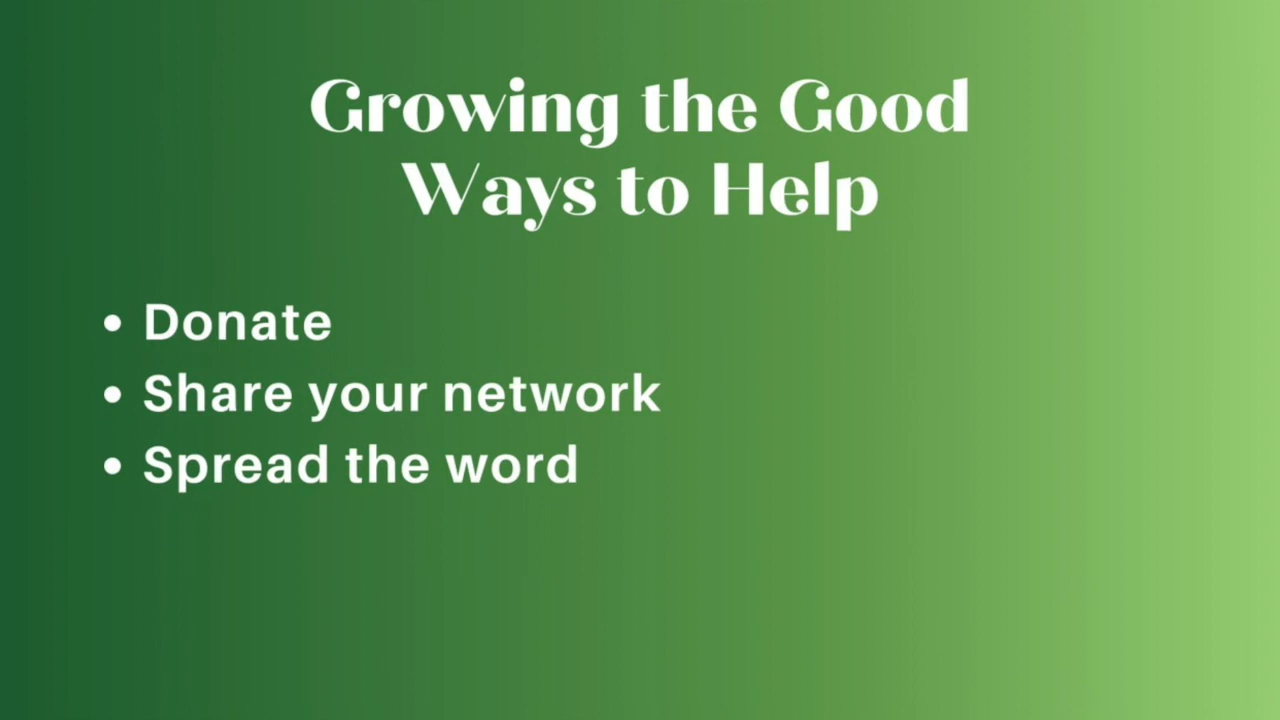 Growing the Good
Ways to Help
• Donate
• Share your network
• Spread the word